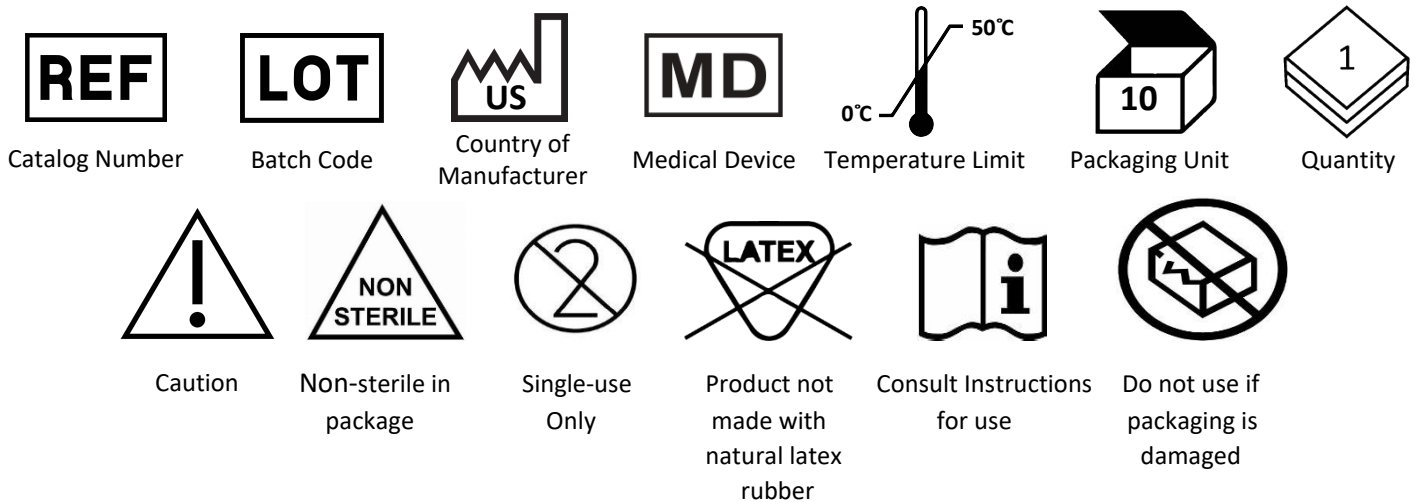 REF
LOT
US
MD
50°C
0°C
10
1
Catalog Number
Batch Code
Country of
Manufacturer
Medical Device
Temperature Limit
Packaging Unit
Quantity
NON
STERILE
2
LATEX
i
Caution
Non-sterile in
package
Single-use
Only
Product not
made with
natural latex
rubber
Consult Instructions
for use
Do not use if
packaging is
damaged